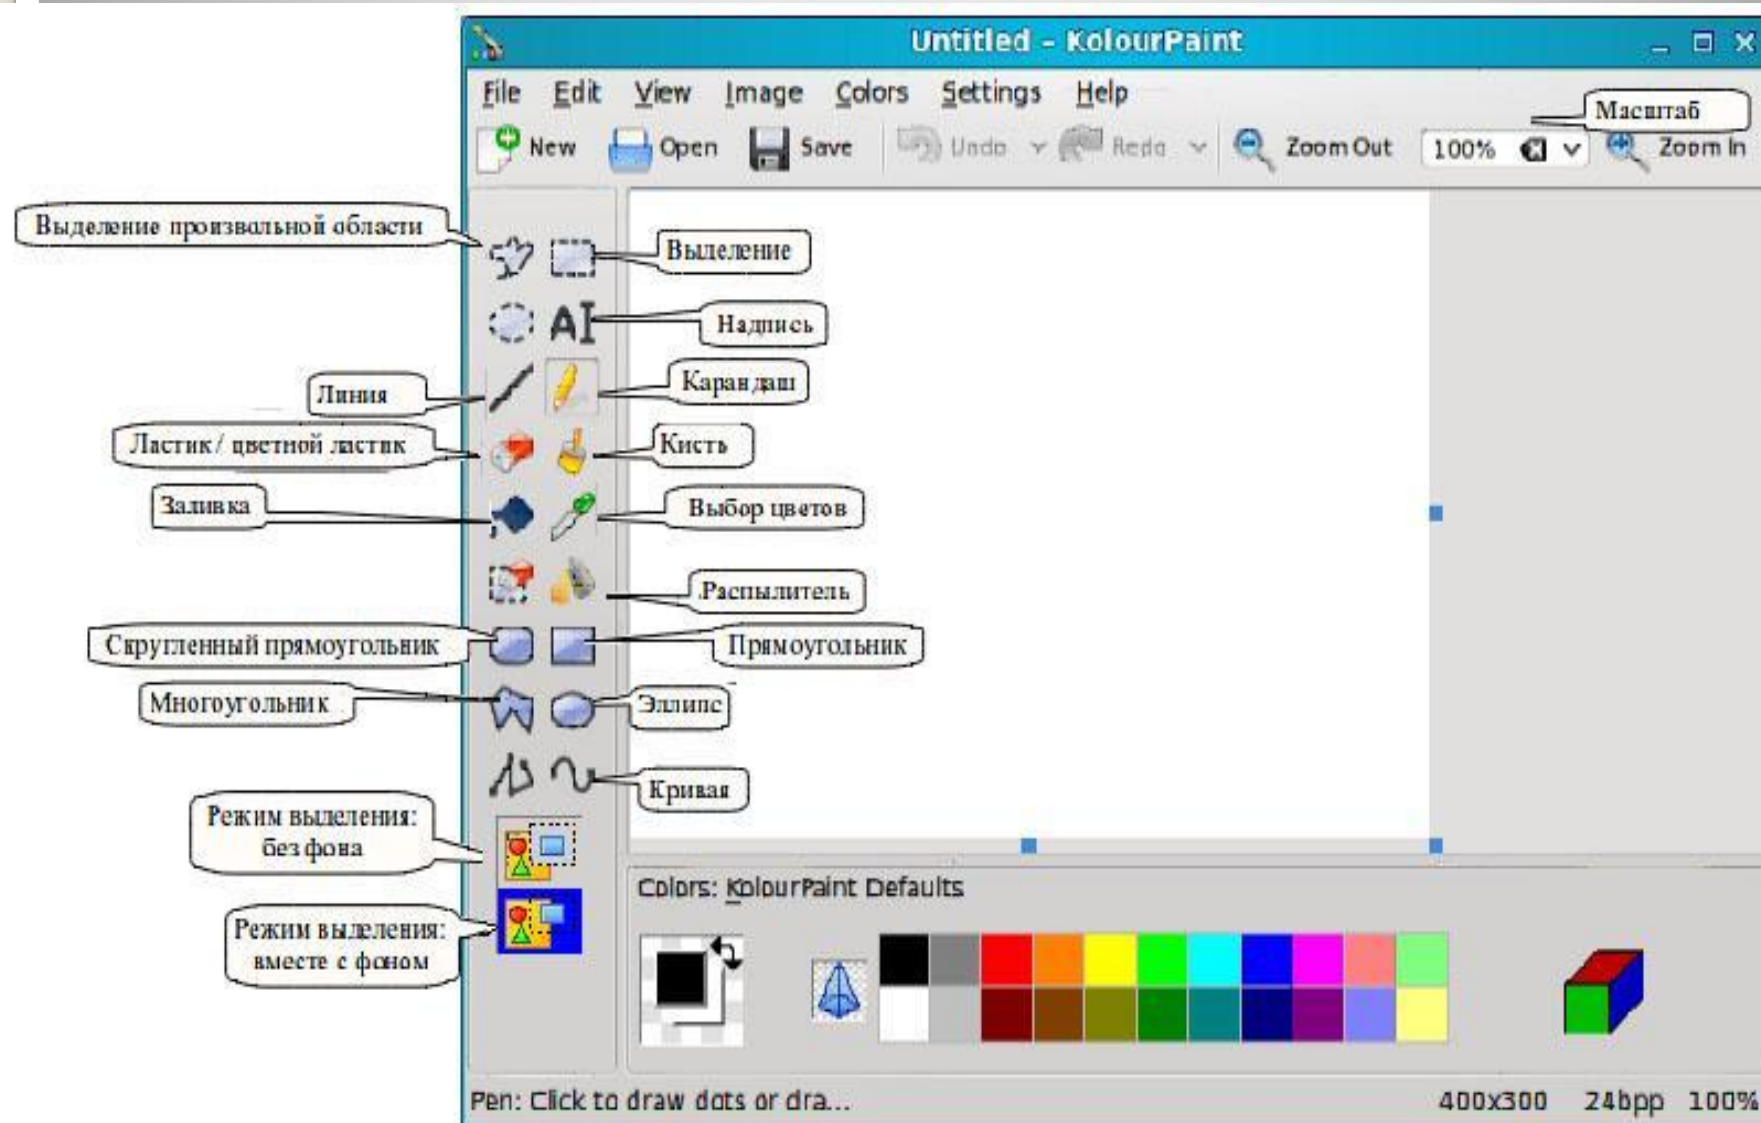 Untitled – KolourPaint
File Edit View Image Colors Settings Help
Масштаб
New Open Save Undo Redo Zoom Out 100% Zoom In
Выделение произвольной области
Выделение
Надпись
Линия
Карандаш
Ластик / цветной ластик
Кисть
Заливка
Выбор цветов
Распылитель
Скругленный прямоугольник
Прямоугольник
Многоугольник
Эллипс
Кривая
Режим выделения:
без фона
Режим выделения:
вместе с фоном
Colors: KolourPaint Defaults
Pen: Click to draw dots or dra...
400x300 24bpp 100%